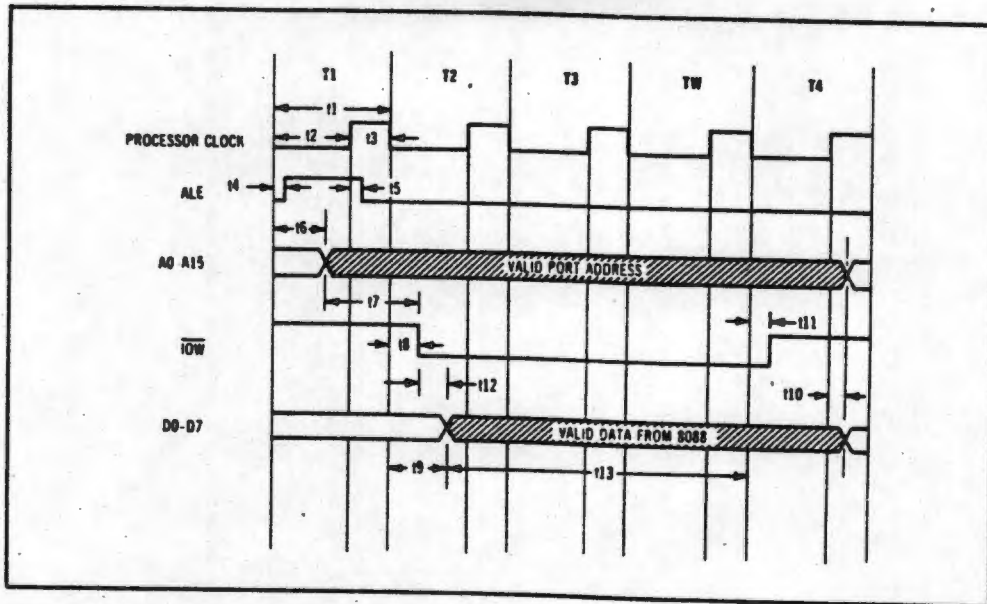 T1 T2 T3 TW T4
t1
PROCESSOR CLOCK t2 t3
ALE t4 t5
t6
A0-A15 VALID PORT ADDRESS
t7
t11
IOW t8
t12 t10
D0-D7 VALID DATA FROM 8088
t9 t13